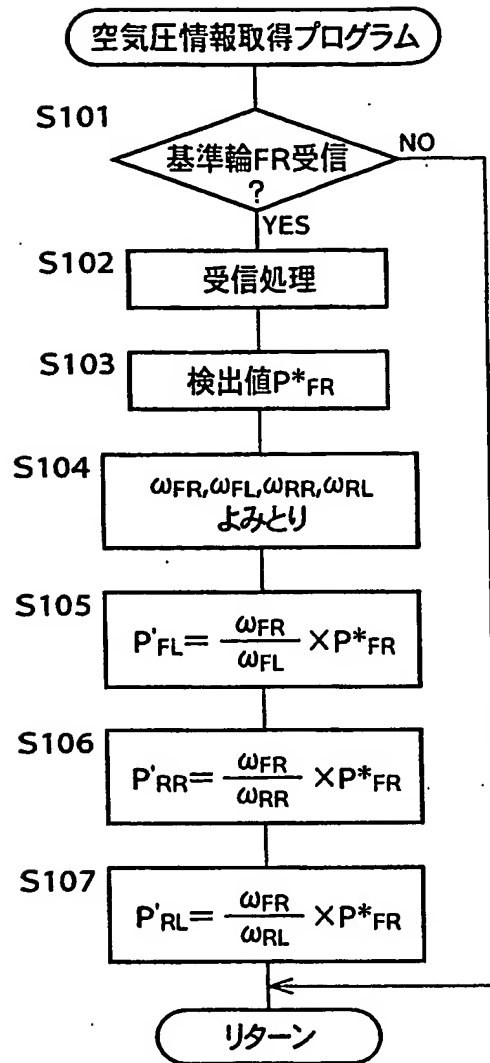 空気圧情報取得プログラム
S101
基準輪FR受信
?
NO
YES
S102
受信処理
S103
検出値P*FR
S104
ωFR,ωFL,ωRR,ωRL
よみとり
S105
P'FL= ωFR/ωFL ×P*FR
S106
P'RR= ωFR/ωRR ×P*FR
S107
P'RL= ωFR/ωRL ×P*FR
リターン